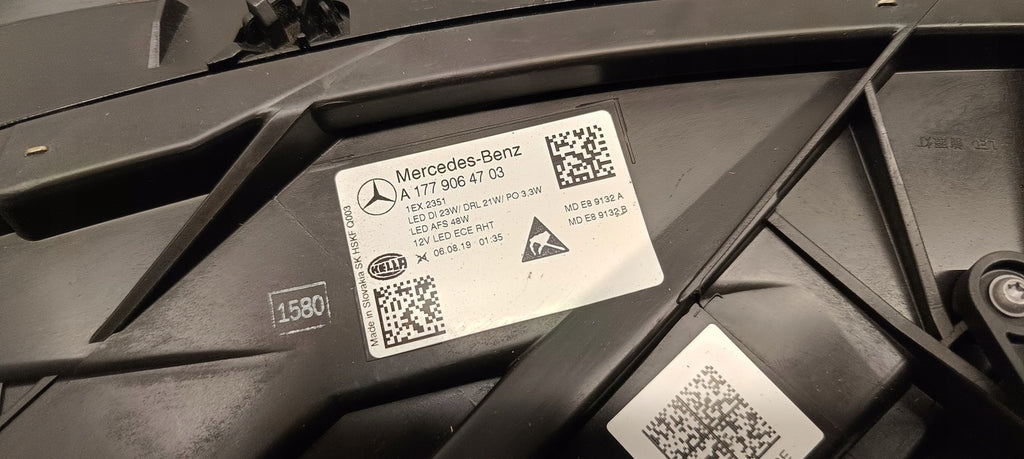 Mercedes-Benz
A 177 906 47 03
1EX.2351
LED DI 23W/ DRL 21W/ PO 3,3W
LED AFS 48W
12V LED ECE RHT
06.08.19 01:35
HELLA
MD E8 9132 A
MD E8 9132 B
Made in Slovakia SK HSKF 0003
1580